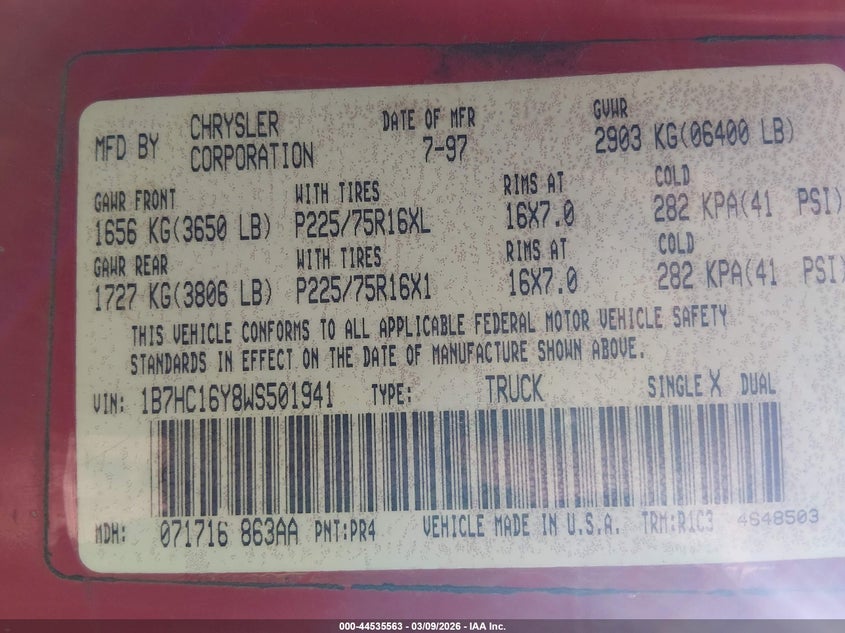 MFD BY CHRYSLER CORPORATION DATE OF MFR 7-97 GVWR 2903 KG(06400 LB)
GAWR FRONT WITH TIRES RIMS AT COLD
1656 KG(3650 LB) P225/75R16XL 16X7.0 282 KPA(41 PSI)
GAWR REAR WITH TIRES RIMS AT COLD
1727 KG(3806 LB) P225/75R16X1 16X7.0 282 KPA(41 PSI)
THIS VEHICLE CONFORMS TO ALL APPLICABLE FEDERAL MOTOR VEHICLE SAFETY
STANDARDS IN EFFECT ON THE DATE OF MANUFACTURE SHOWN ABOVE.
VIN: 1B7HC16Y8WS501941 TYPE: TRUCK SINGLE X DUAL
MDH: 071716 863AA PNT:PR4 VEHICLE MADE IN U.S.A. TRM:R1C3 4648503
000-44535563 - 03/09/2026 - IAA Inc.